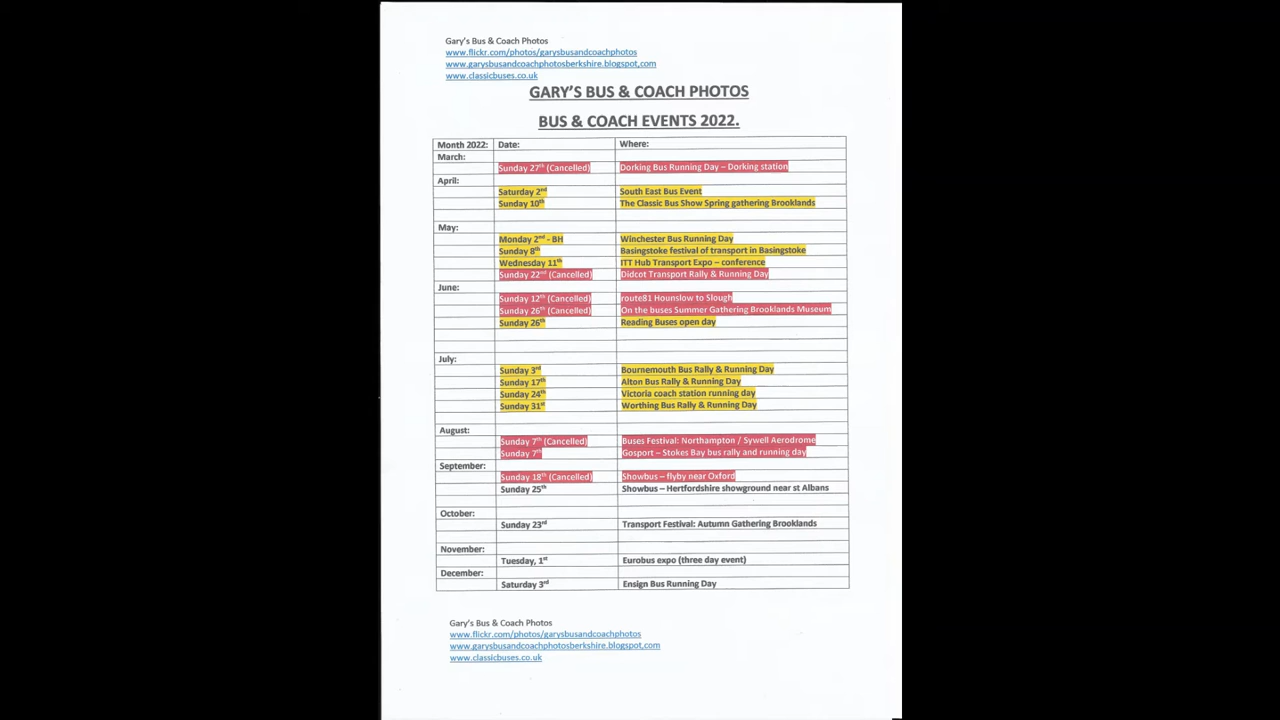 Gary's Bus & Coach Photos
www.flickr.com/photos/garysbusandcoachphotos
www.garysbusandcoachphotosberkshire.blogspot,com
www.classicbuses.co.uk
GARY'S BUS & COACH PHOTOS
BUS & COACH EVENTS 2022.
Month 2022: Date: Where:
March:
Sunday 27th (Cancelled) Dorking Bus Running Day – Dorking station
April:
Saturday 2nd South East Bus Event
Sunday 10th The Classic Bus Show Spring gathering Brooklands
May:
Monday 2nd - BH Winchester Bus Running Day
Sunday 8th Basingstoke festival of transport in Basingstoke
Wednesday 11th ITT Hub Transport Expo – conference
Sunday 22nd (Cancelled) Didcot Transport Rally & Running Day
June:
Sunday 12th (Cancelled) route81 Hounslow to Slough
Sunday 26th (Cancelled) On the buses Summer Gathering Brooklands Museum
Sunday 26th Reading Buses open day
July:
Sunday 3rd Bournemouth Bus Rally & Running Day
Sunday 17th Alton Bus Rally & Running Day
Sunday 24th Victoria coach station running day
Sunday 31st Worthing Bus Rally & Running Day
August:
Sunday 7th (Cancelled) Buses Festival: Northampton / Sywell Aerodrome
Sunday 7th Gosport – Stokes Bay bus rally and running day
September:
Sunday 18th (Cancelled) Showbus – flyby near Oxford
Sunday 25th Showbus – Hertfordshire showground near st Albans
October:
Sunday 23rd Transport Festival: Autumn Gathering Brooklands
November:
Tuesday, 1st Eurobus expo (three day event)
December:
Saturday 3rd Ensign Bus Running Day
Gary's Bus & Coach Photos
www.flickr.com/photos/garysbusandcoachphotos
www.garysbusandcoachphotosberkshire.blogspot,com
www.classicbuses.co.uk